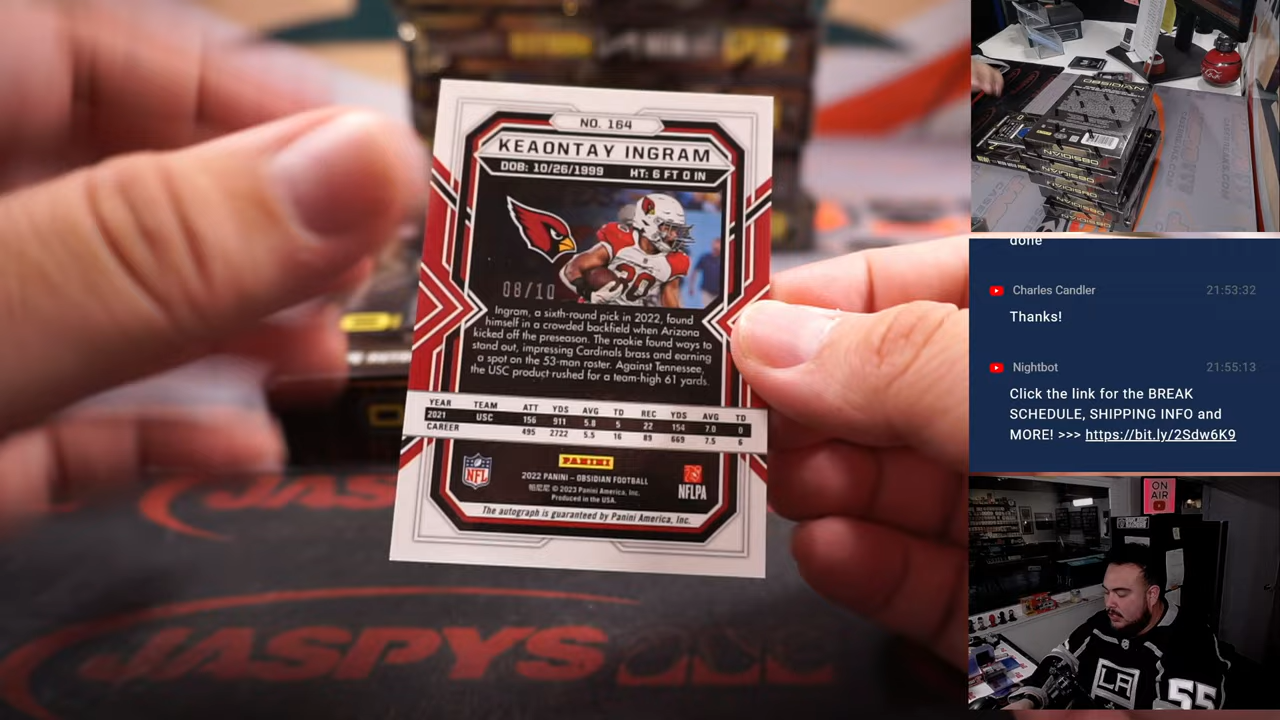 NO. 164
KEAONTAY INGRAM
DOB: 10/26/1999 HT: 6 FT 0 IN
08/10
Ingram, a sixth-round pick in 2022, found
himself in a crowded backfield when Arizona
kicked off the preseason. The rookie found ways to
stand out, impressing Cardinals brass and earning
a spot on the 53-man roster. Against Tennessee,
the USC product rushed for a team-high 61 yards.
YEAR TEAM ATT YDS AVG TD REC YDS AVG TD
2021 USC 156 911 5.8 5 22 154 7.0 0
CAREER 495 2722 5.5 16 89 669 7.5 6
PANINI
NFL
NFLPA
2022 PANINI – OBSIDIAN FOOTBALL
© 2023 Panini America, Inc.
Produced in the USA.
The autograph is guaranteed by Panini America, Inc.
JASPYS
JASPYS
OBSIDIAN
OBSIDIAN
OBSIDIAN
OBSIDIAN
OBSIDIAN
done
Charles Candler 21:53:32
Thanks!
Nightbot 21:55:13
Click the link for the BREAK
SCHEDULE, SHIPPING INFO and
MORE! >>> https://bit.ly/2Sdw6K9
ON
AIR
LA
55